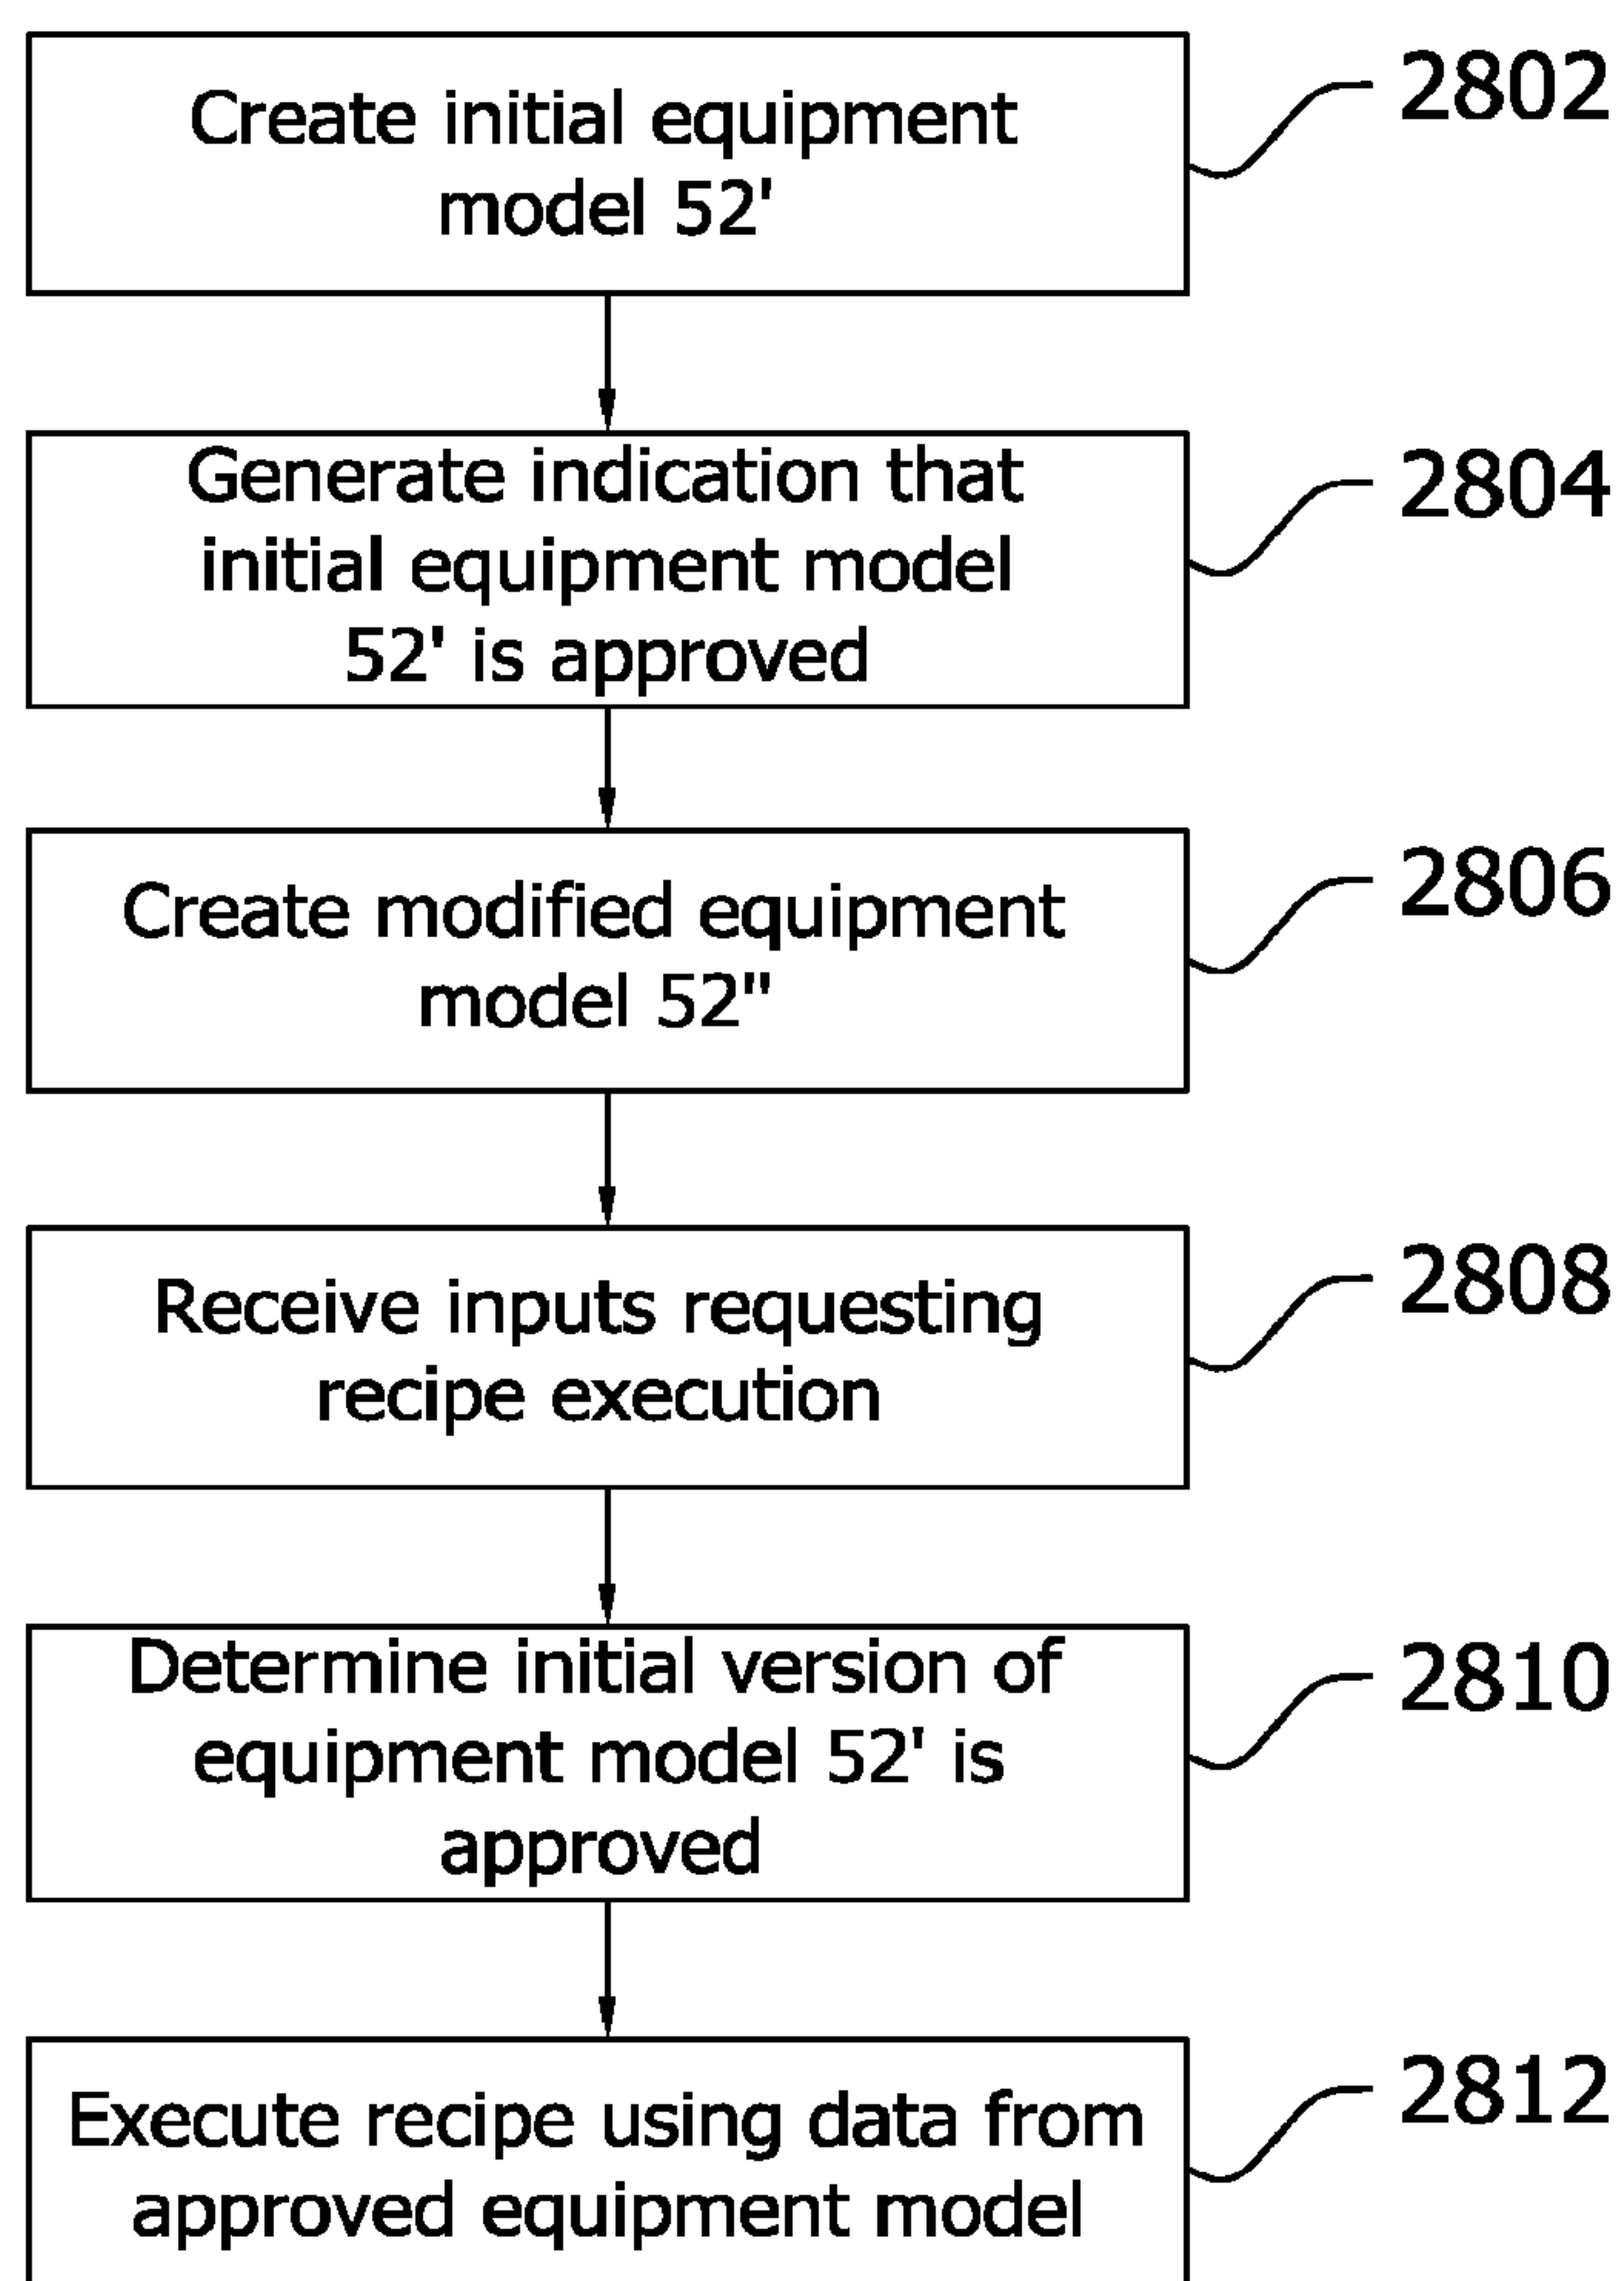 Create initial equipment
model 52'
2802
Generate indication that
initial equipment model
52' is approved
2804
Create modified equipment
model 52"
2806
Receive inputs requesting
recipe execution
2808
Determine initial version of
equipment model 52' is
approved
2810
Execute recipe using data from
approved equipment model
2812